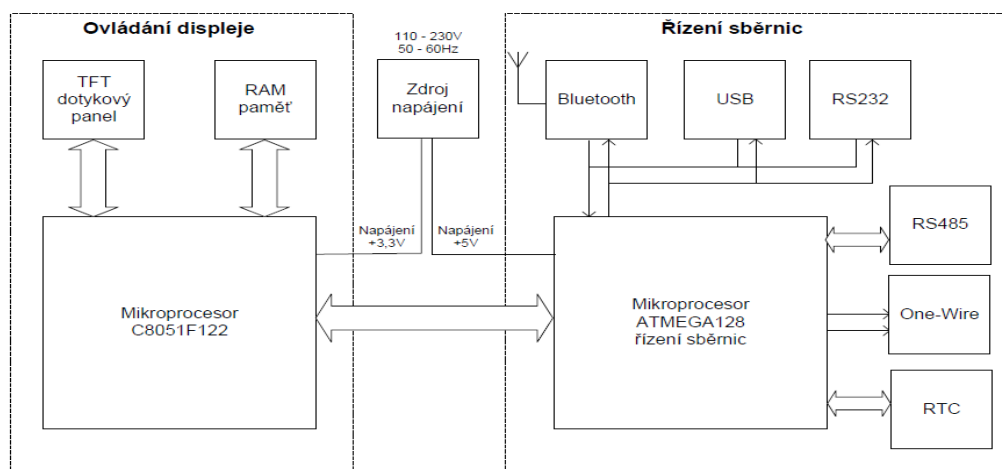 Ovládání displeje
TFT
dotykový
panel
RAM
paměť
Mikroprocesor
C8051F122
110 - 230V
50 - 60Hz
Zdroj
napájení
Napájení
+3,3V
Napájení
+5V
Řízení sběrnic
Bluetooth
USB
RS232
Mikroprocesor
ATMEGA128
řízení sběrnic
RS485
One-Wire
RTC